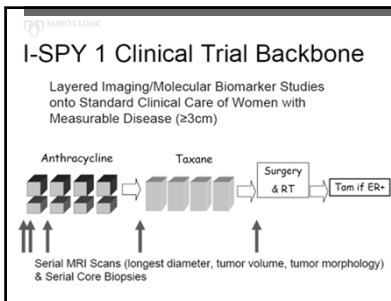 MAYO CLINIC
I-SPY 1 Clinical Trial Backbone
Layered Imaging/Molecular Biomarker Studies
onto Standard Clinical Care of Women with
Measurable Disease (≥3cm)
Anthracycline
Taxane
Surgery
& RT
Tam if ER+
Serial MRI Scans (longest diameter, tumor volume, tumor morphology)
& Serial Core Biopsies